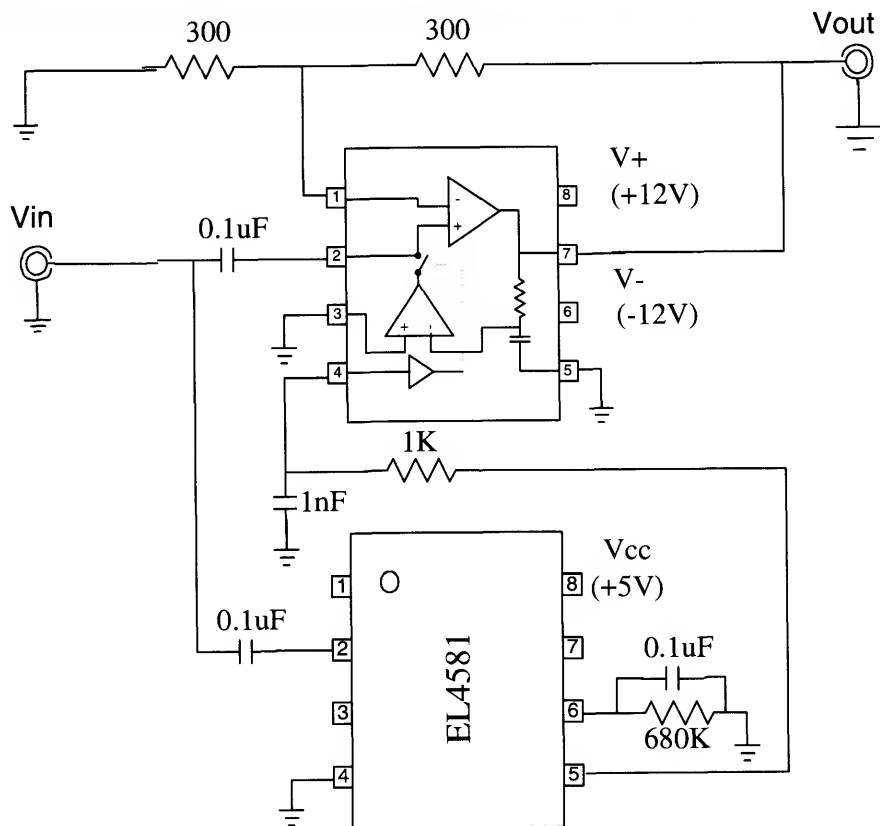 300
300
Vout
1
8
V+
(+12V)
-
+
Vin
0.1uF
2
7
V-
(-12V)
3
6
+
-
4
5
1K
1nF
1
O
8
Vcc
(+5V)
0.1uF
2
7
0.1uF
EL4581
3
6
680K
4
5